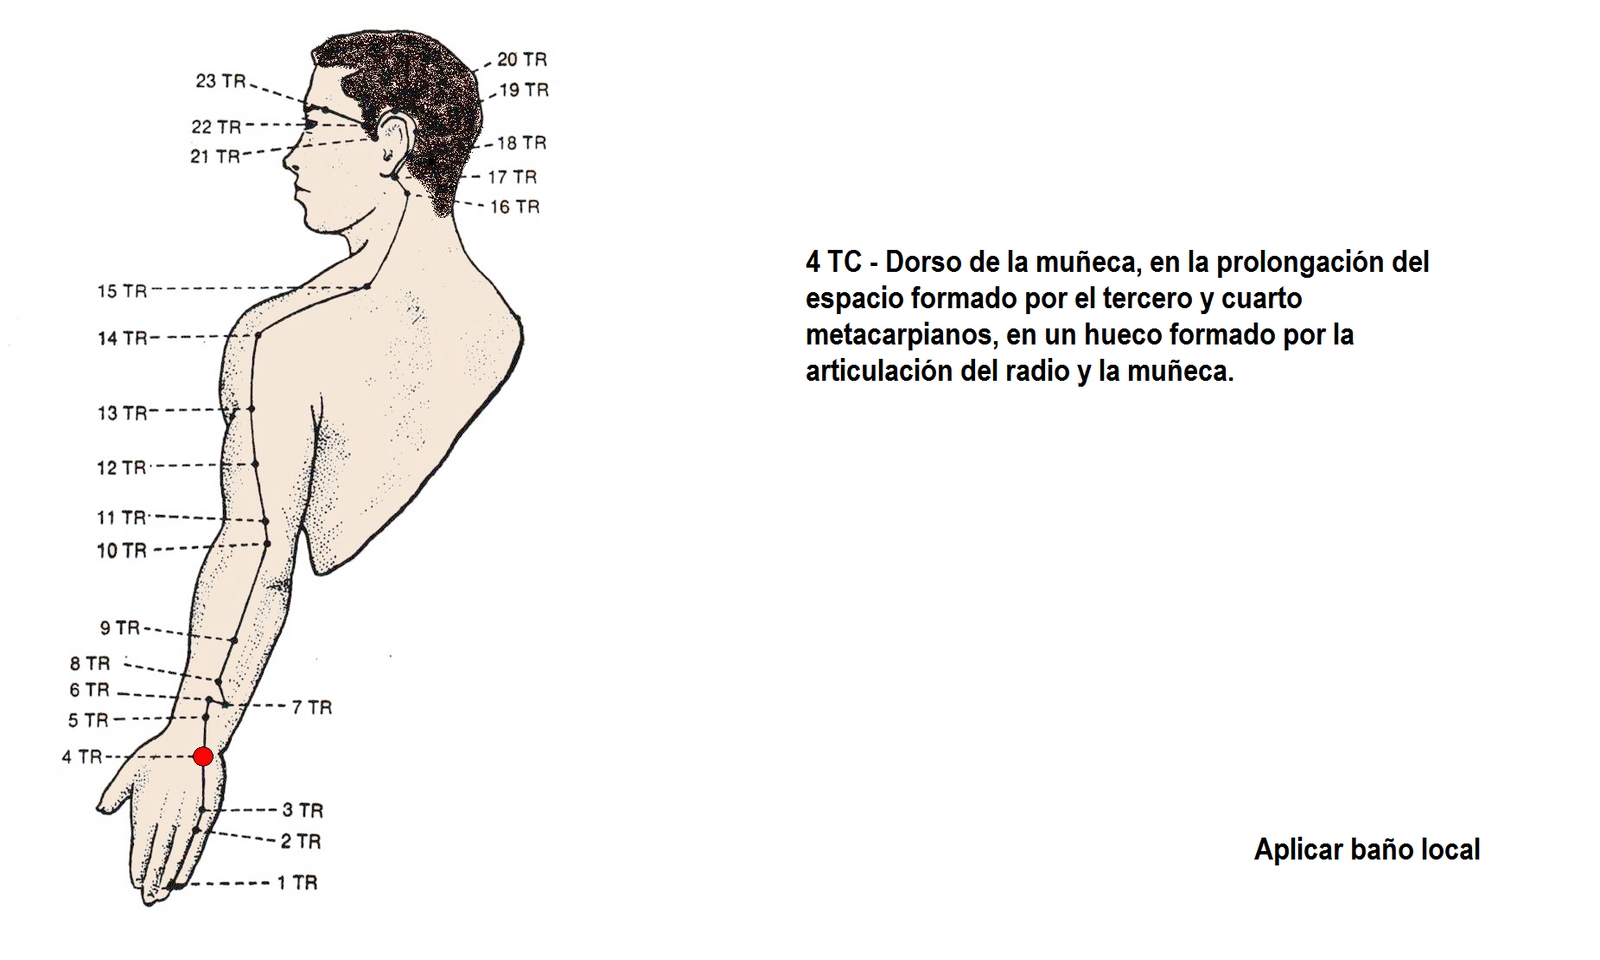 20 TR
23 TR
19 TR
22 TR
18 TR
21 TR
17 TR
16 TR
15 TR
14 TR
13 TR
12 TR
11 TR
10 TR
9 TR
8 TR
6 TR
7 TR
5 TR
4 TR
3 TR
2 TR
1 TR
4 TC - Dorso de la muñeca, en la prolongación del
espacio formado por el tercero y cuarto
metacarpianos, en un hueco formado por la
articulación del radio y la muñeca.
Aplicar baño local